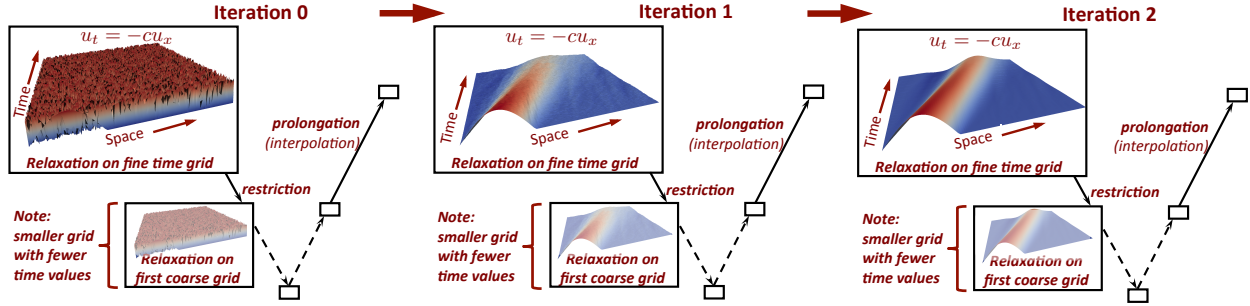 Iteration 0
u_t = -cu_x
Time
Space
Relaxation on fine time grid
prolongation
(interpolation)
restriction
Note:
smaller grid
with fewer
time values
Relaxation on
first coarse grid
Iteration 1
u_t = -cu_x
Time
Space
Relaxation on fine time grid
prolongation
(interpolation)
restriction
Note:
smaller grid
with fewer
time values
Relaxation on
first coarse grid
Iteration 2
u_t = -cu_x
Time
Space
Relaxation on fine time grid
prolongation
(interpolation)
restriction
Note:
smaller grid
with fewer
time values
Relaxation on
first coarse grid